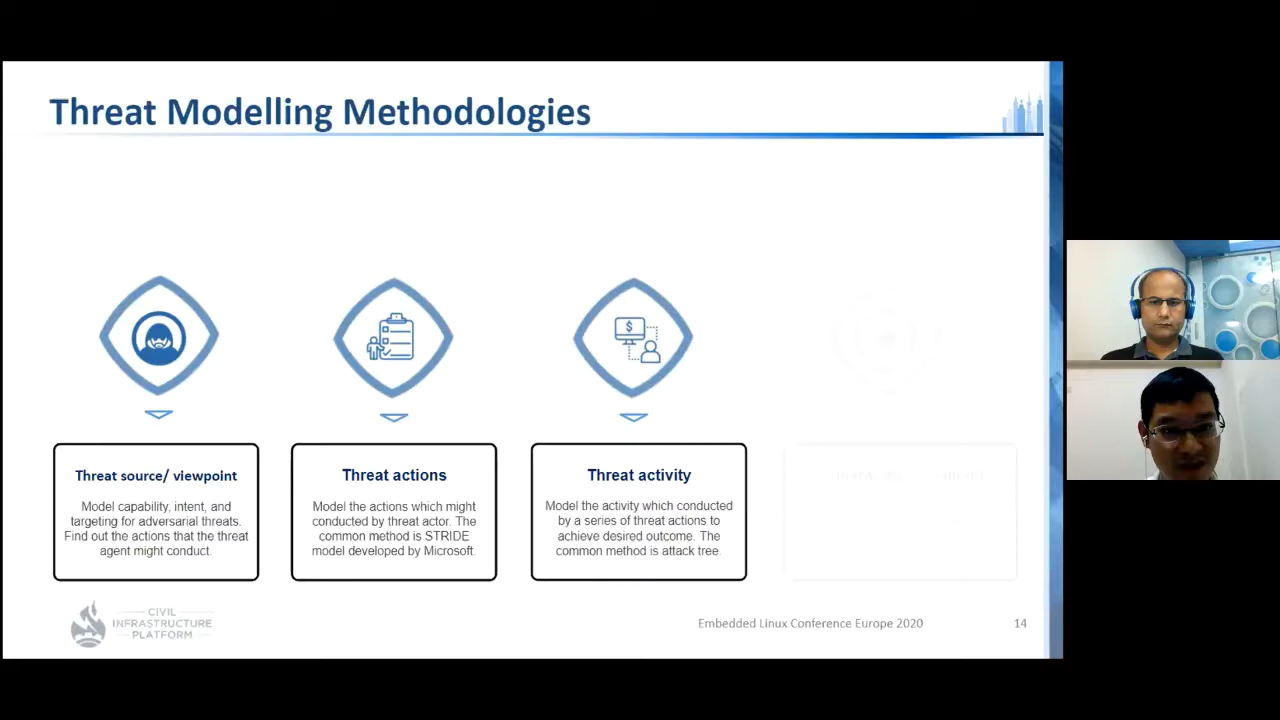 Threat Modelling Methodologies
$
Threat source/ viewpoint
Model capability, intent, and
targeting for adversarial threats.
Find out the actions that the threat
agent might conduct.
Threat actions
Model the actions which might
conducted by threat actor. The
common method is STRIDE
model developed by Microsoft.
Threat activity
Model the activity which conducted
by a series of threat actions to
achieve desired outcome. The
common method is attack tree.
CIVIL
INFRASTRUCTURE
PLATFORM
Embedded Linux Conference Europe 2020
14